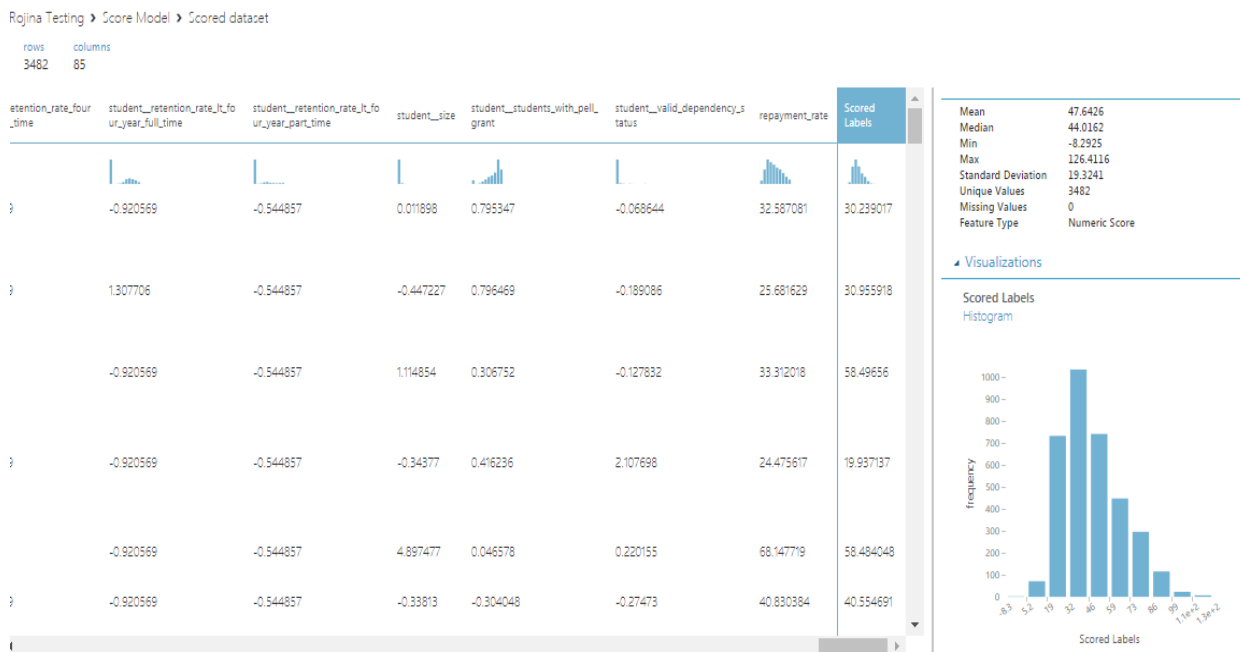 Rojina Testing > Score Model > Scored dataset
rows columns
3482 85
etention_rate_four student__retention_rate_lt_fo student__retention_rate_lt_fo student__size student__students_with_pell_ student__valid_dependency_s repayment_rate Scored
_time ur_year_full_time ur_year_part_time grant tatus Labels
9 -0.920569 -0.544857 0.011898 0.795347 -0.068644 32.587081 30.239017
9 1.307706 -0.544857 -0.447227 0.796469 -0.189086 25.681629 30.955918
-0.920569 -0.544857 1.114854 0.306752 -0.127832 33.312018 58.49656
9 -0.920569 -0.544857 -0.34377 0.416236 2.107698 24.475617 19.937137
-0.920569 -0.544857 4.897477 0.046578 0.220155 68.147719 58.484048
9 -0.920569 -0.544857 -0.33813 -0.304048 -0.27473 40.830384 40.554691
Mean 47.6426
Median 44.0162
Min -8.2925
Max 126.4116
Standard Deviation 19.3241
Unique Values 3482
Missing Values 0
Feature Type Numeric Score
Visualizations
Scored Labels
Histogram
1000
900
800
700
600
500
400
300
200
100
0
frequency
-8.3 5.2 19 32 46 59 73 86 99 1.1e+2 1.3e+2
Scored Labels